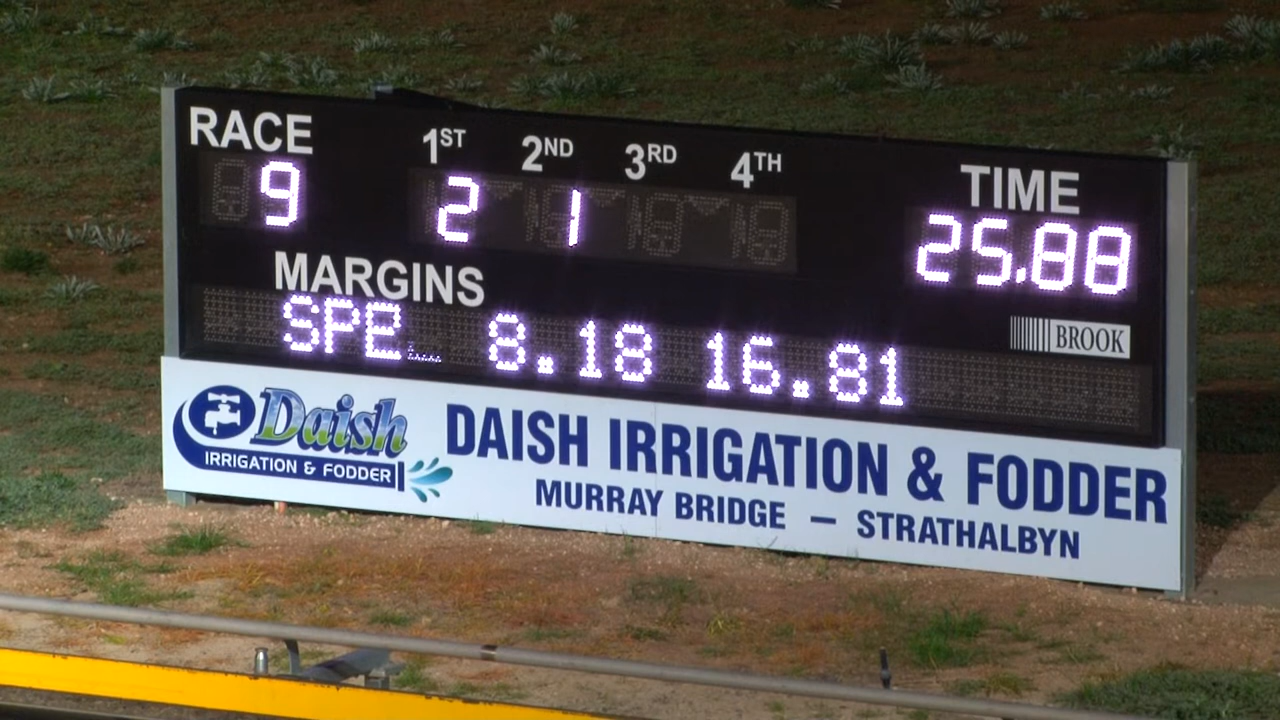 RACE 1ST 2ND 3RD 4TH TIME
9 2 1 25.88
MARGINS
SPE 8.18 16.81
BROOK
Daish
IRRIGATION & FODDER
DAISH IRRIGATION & FODDER
MURRAY BRIDGE — STRATHALBYN